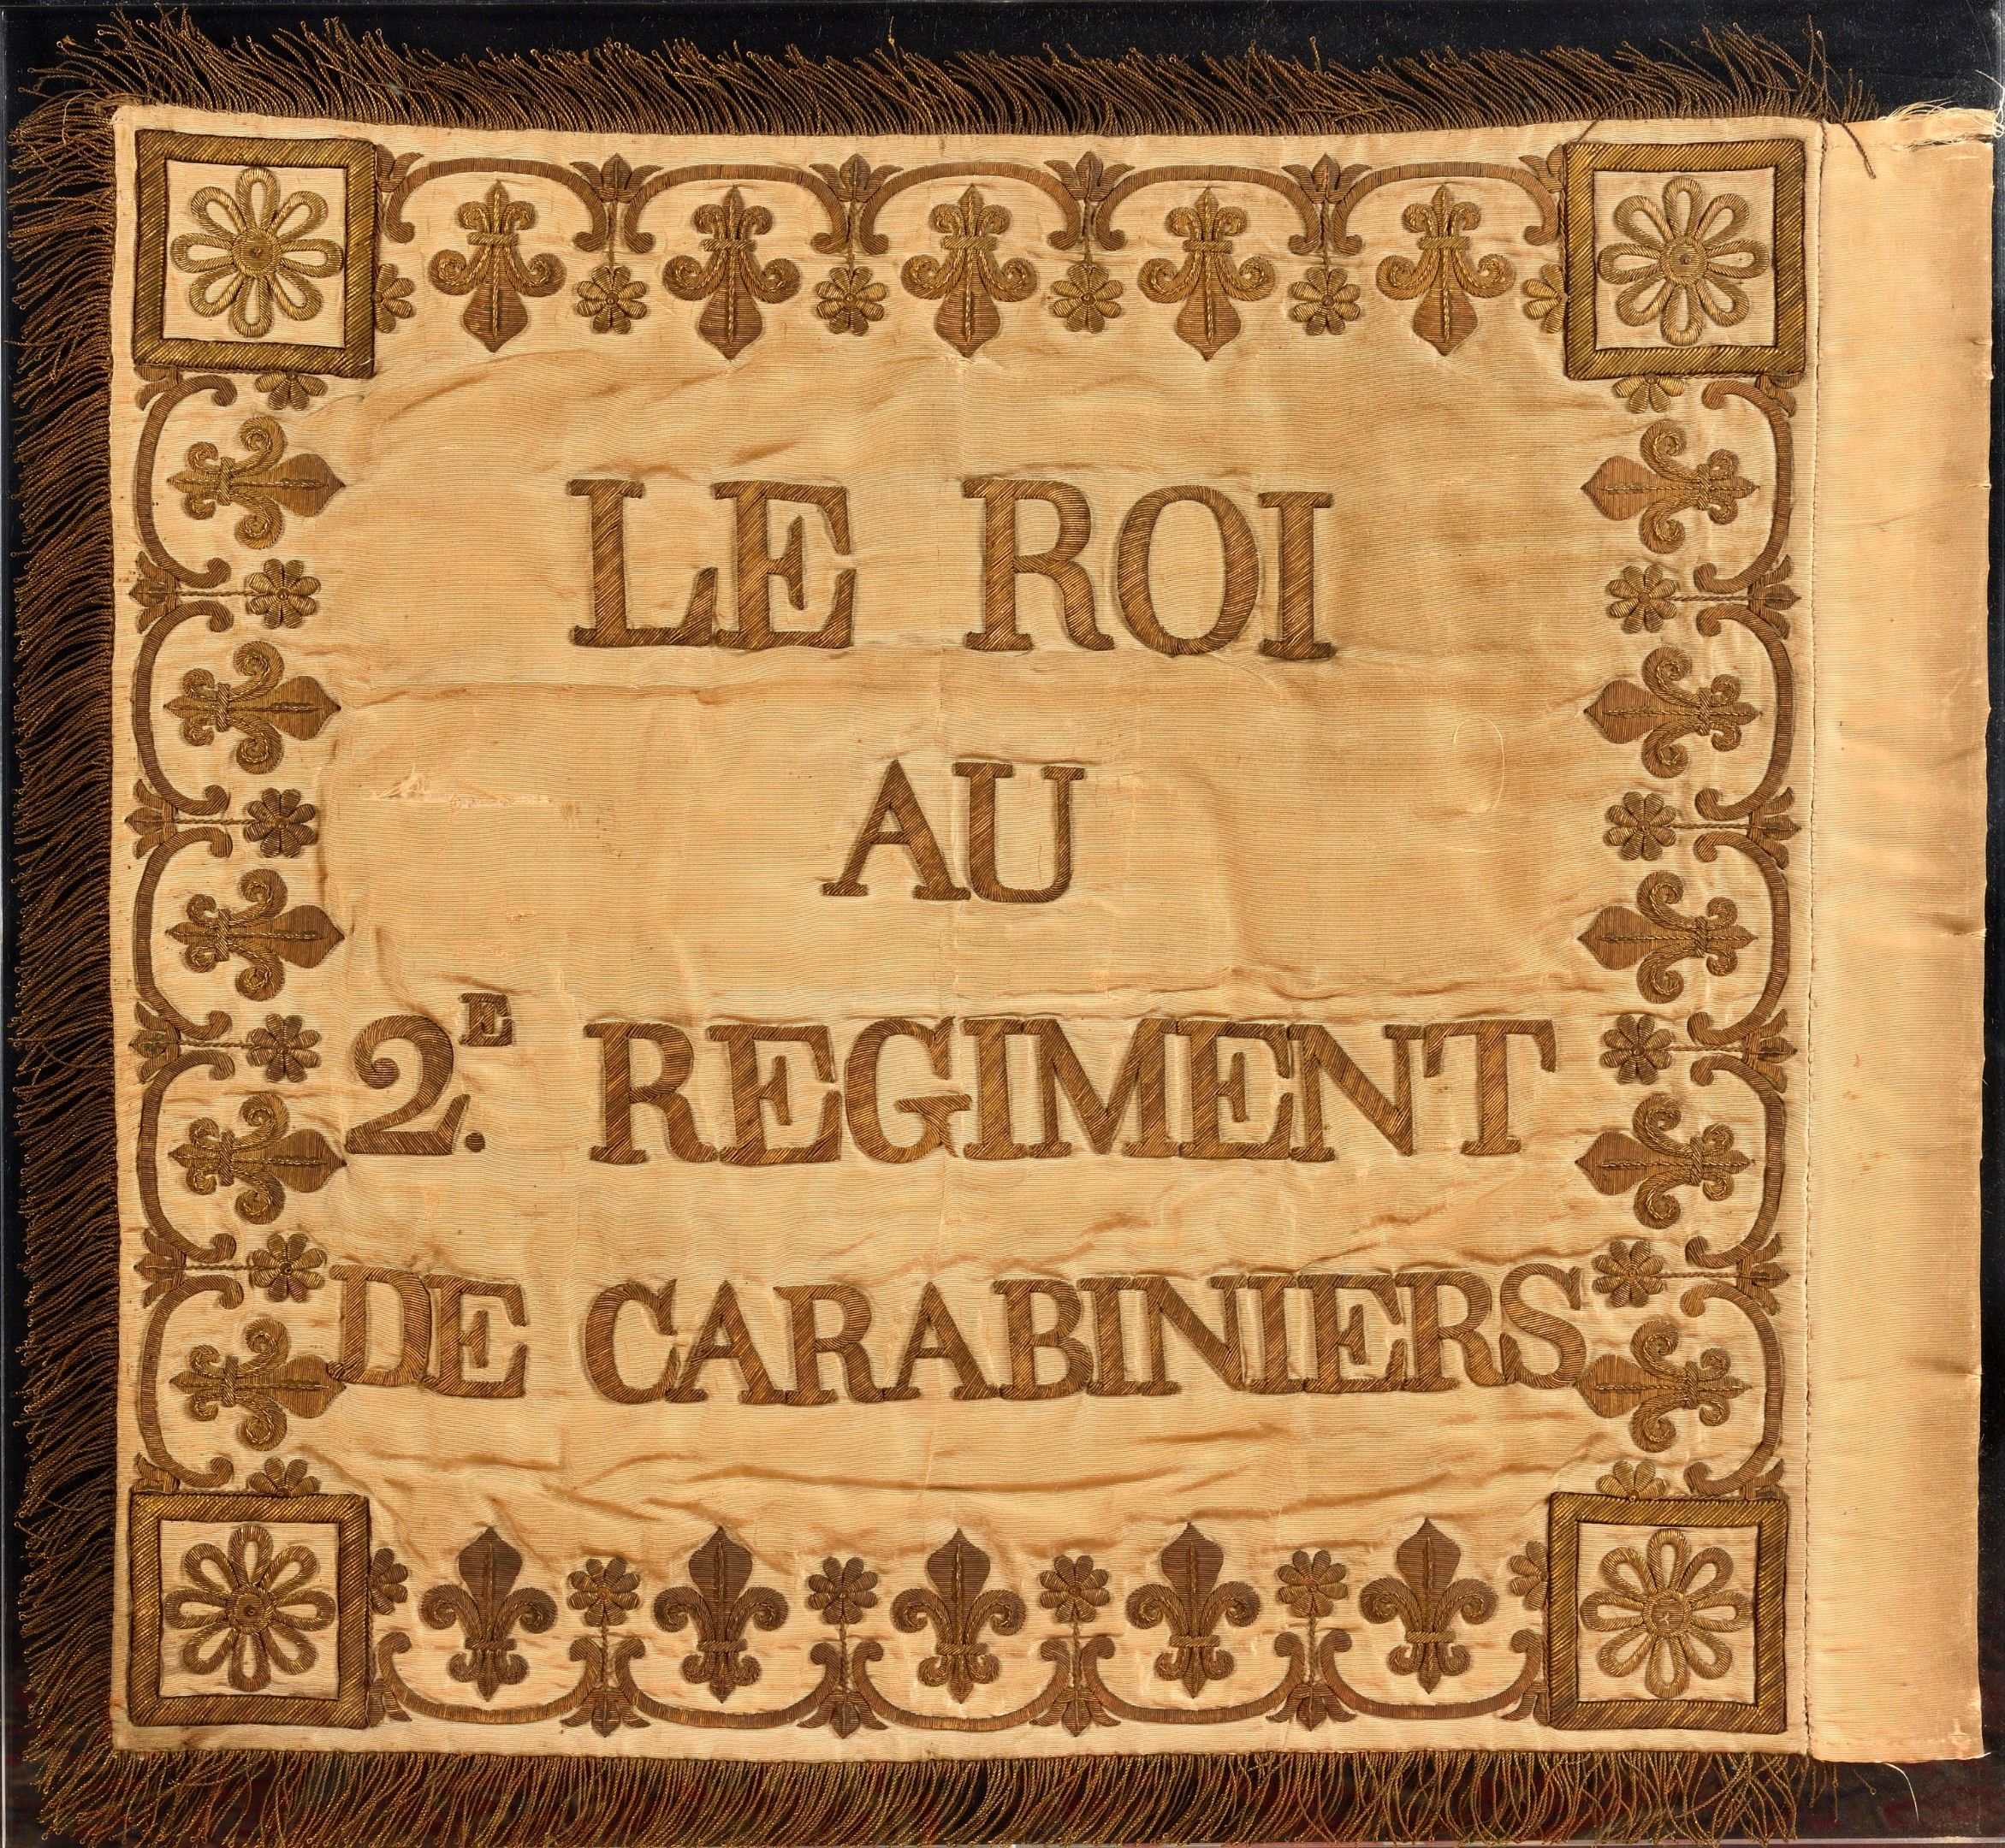 LE ROI
AU
2.E REGIMENT
DE CARABINIERS